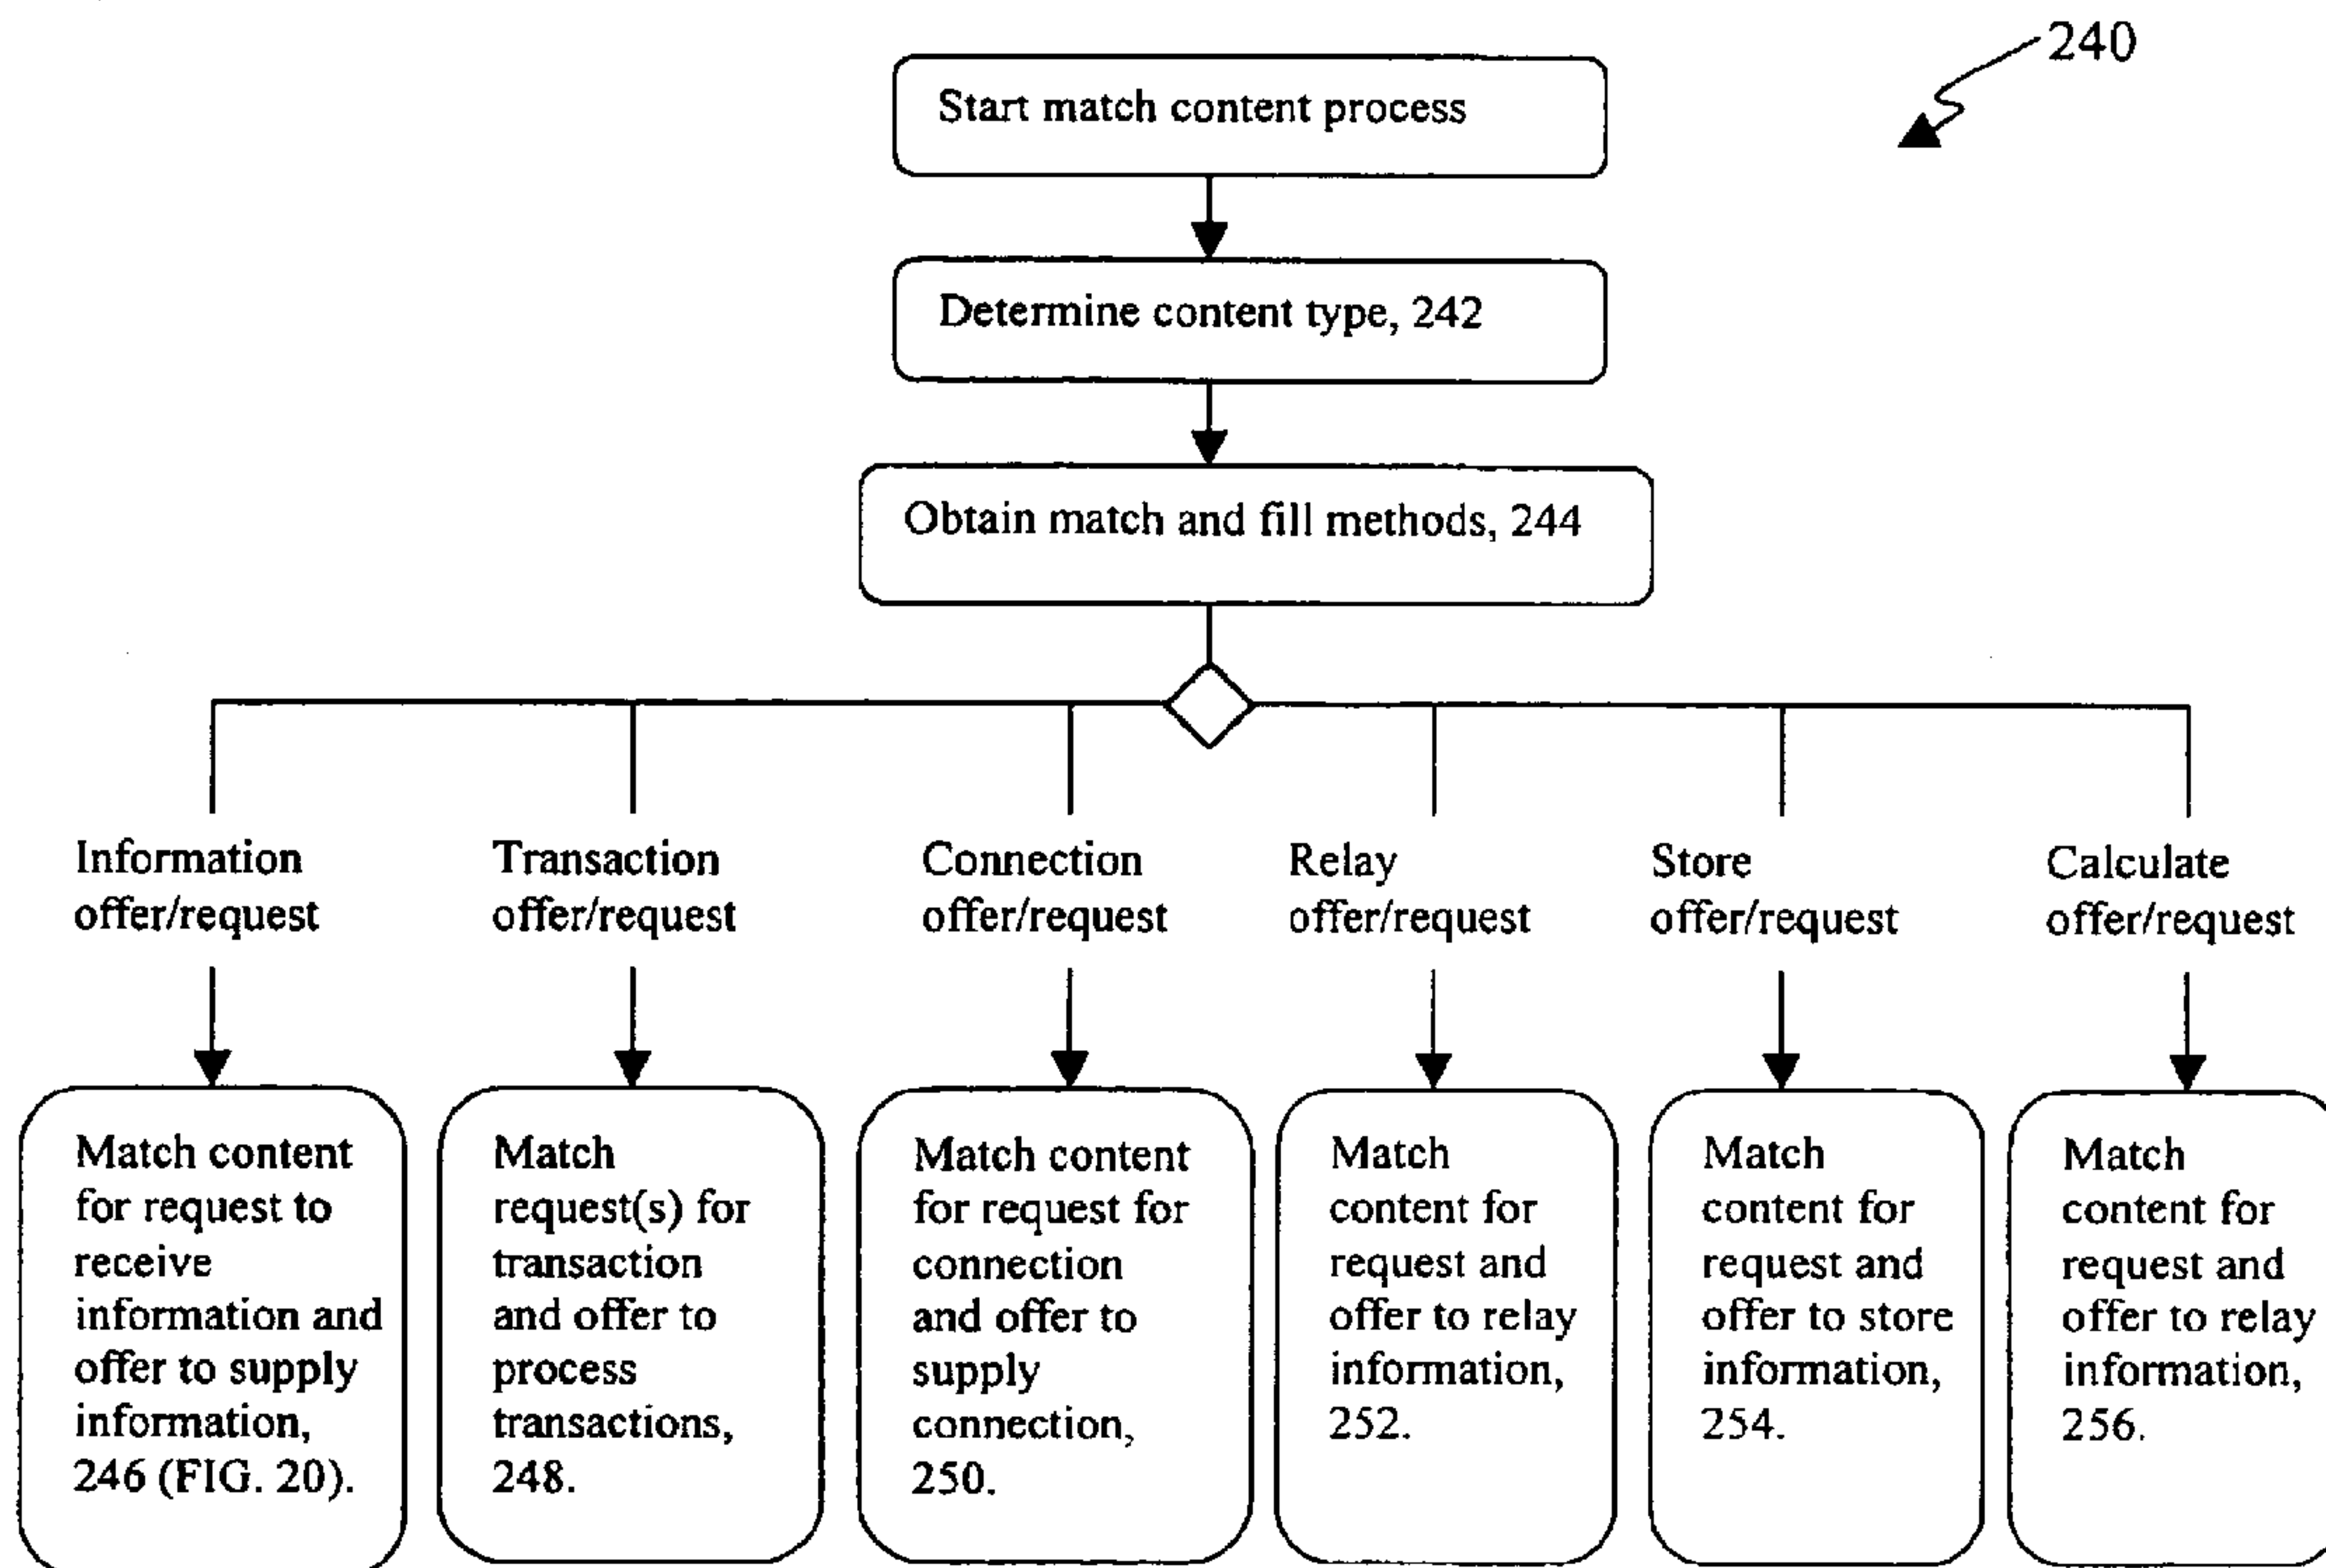 240
Start match content process
Determine content type, 242
Obtain match and fill methods, 244
Information
offer/request
Transaction
offer/request
Connection
offer/request
Relay
offer/request
Store
offer/request
Calculate
offer/request
Match content
for request to
receive
information and
offer to supply
information,
246 (FIG. 20).
Match
request(s) for
transaction
and offer to
process
transactions,
248.
Match content
for request for
connection
and offer to
supply
connection,
250.
Match
content for
request and
offer to relay
information,
252.
Match
content for
request and
offer to store
information,
254.
Match
content for
request and
offer to relay
information,
256.